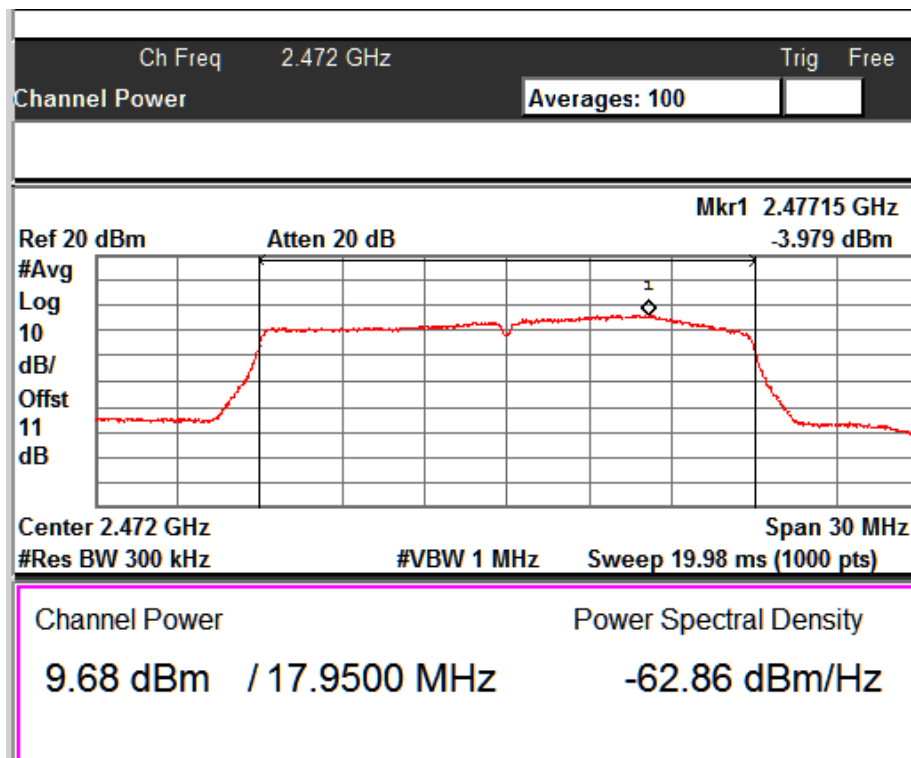 Ch Freq 2.472 GHz Trig Free
Channel Power Averages: 100
Mkr1 2.47715 GHz
Ref 20 dBm Atten 20 dB -3.979 dBm
#Avg
Log
10
dB/
Offst
11
dB
1
Center 2.472 GHz Span 30 MHz
#Res BW 300 kHz #VBW 1 MHz Sweep 19.98 ms (1000 pts)
Channel Power Power Spectral Density
9.68 dBm / 17.9500 MHz -62.86 dBm/Hz